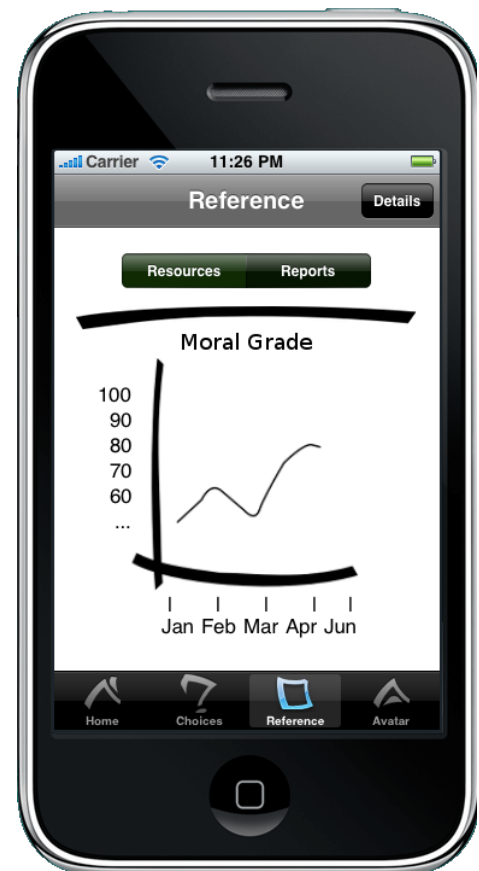 Carrier 11:26 PM
Reference Details
Resources Reports
Moral Grade
100
90
80
70
60
...
Jan Feb Mar Apr Jun
Home Choices Reference Avatar